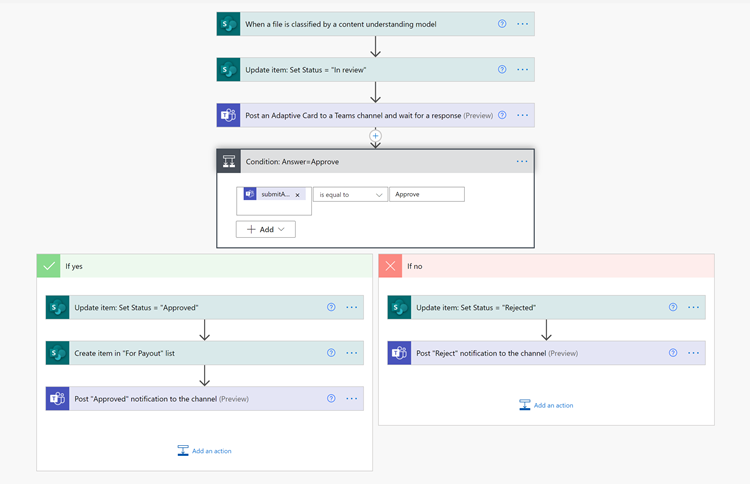 When a file is classified by a content understanding model
Update item: Set Status = "In review"
Post an Adaptive Card to a Teams channel and wait for a response (Preview)
Condition: Answer=Approve
submitA... × is equal to Approve
+ Add
If yes
Update item: Set Status = "Approved"
Create item in "For Payout" list
Post "Approved" notification to the channel (Preview)
Add an action
If no
Update item: Set Status = "Rejected"
Post "Reject" notification to the channel (Preview)
Add an action